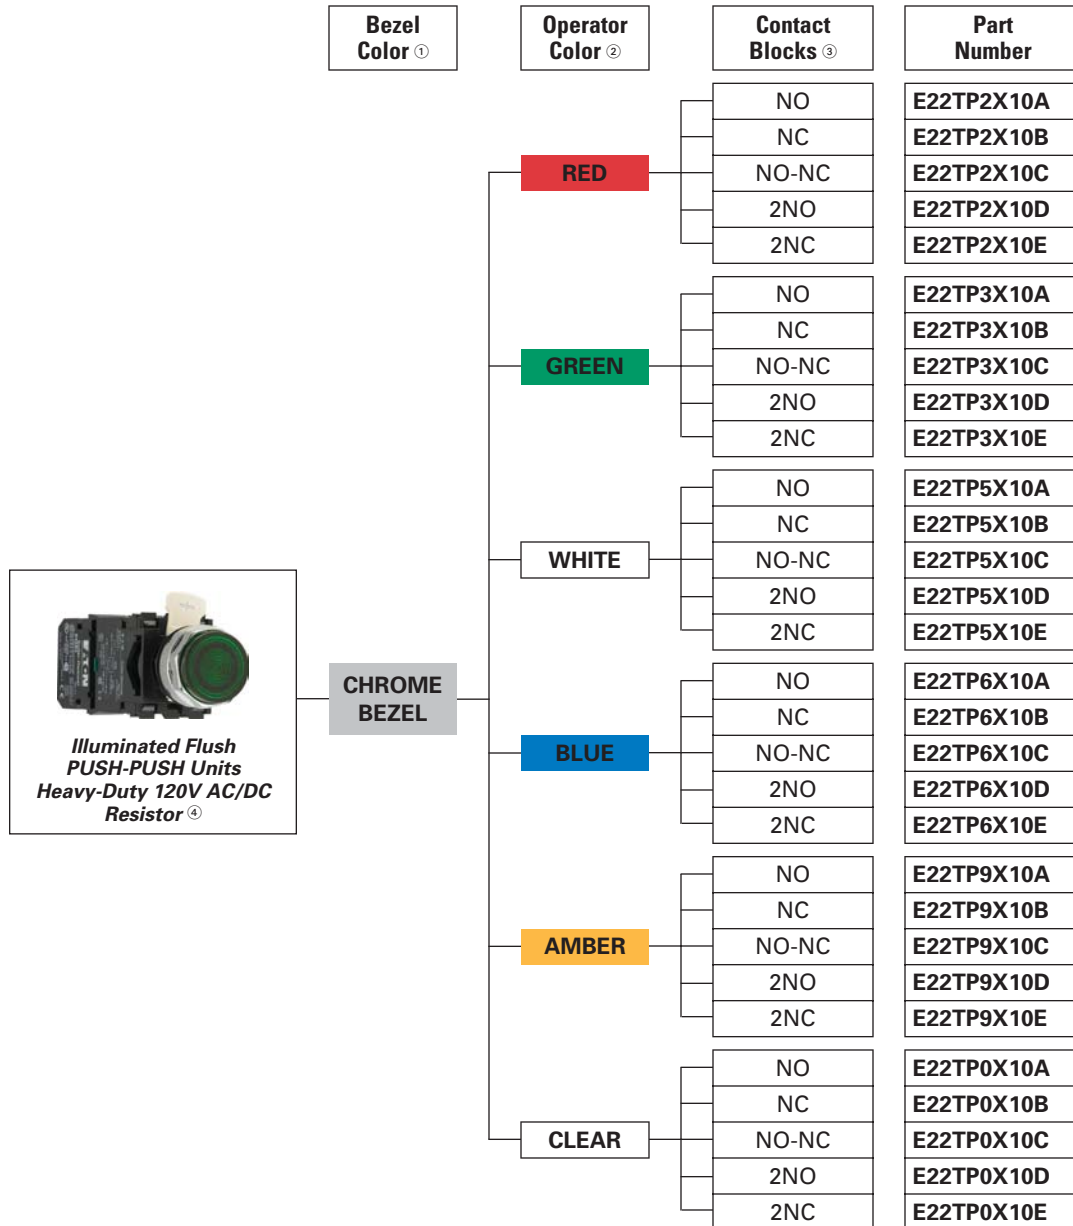 Bezel
Color ①
Operator
Color ②
Contact
Blocks ③
Part
Number
RED
NO E22TP2X10A
NC E22TP2X10B
NO-NC E22TP2X10C
2NO E22TP2X10D
2NC E22TP2X10E
GREEN
NO E22TP3X10A
NC E22TP3X10B
NO-NC E22TP3X10C
2NO E22TP3X10D
2NC E22TP3X10E
WHITE
NO E22TP5X10A
NC E22TP5X10B
NO-NC E22TP5X10C
2NO E22TP5X10D
2NC E22TP5X10E
Illuminated Flush
PUSH-PUSH Units
Heavy-Duty 120V AC/DC
Resistor ④
CHROME
BEZEL
BLUE
NO E22TP6X10A
NC E22TP6X10B
NO-NC E22TP6X10C
2NO E22TP6X10D
2NC E22TP6X10E
AMBER
NO E22TP9X10A
NC E22TP9X10B
NO-NC E22TP9X10C
2NO E22TP9X10D
2NC E22TP9X10E
CLEAR
NO E22TP0X10A
NC E22TP0X10B
NO-NC E22TP0X10C
2NO E22TP0X10D
2NC E22TP0X10E